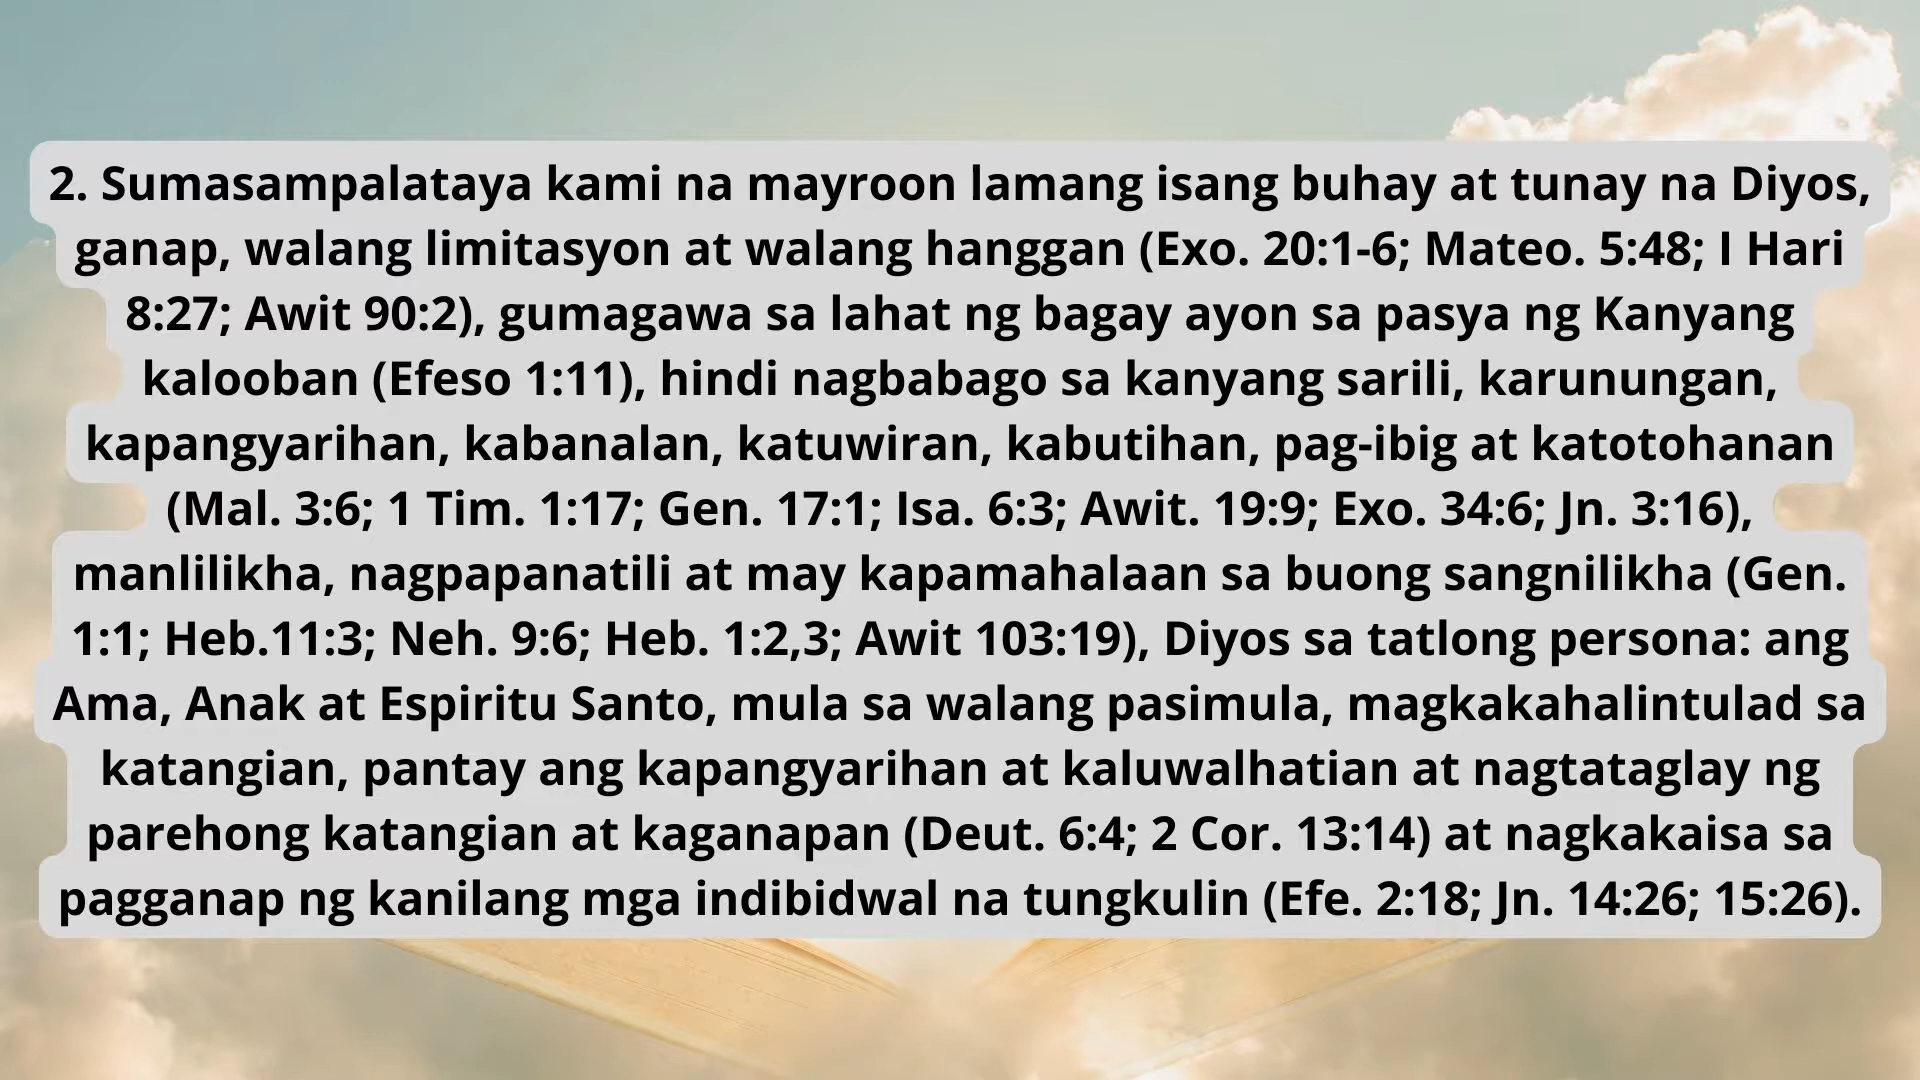 2. Sumasampalataya kami na mayroon lamang isang buhay at tunay na Diyos,
ganap, walang limitasyon at walang hanggan (Exo. 20:1-6; Mateo. 5:48; I Hari
8:27; Awit 90:2), gumagawa sa lahat ng bagay ayon sa pasya ng Kanyang
kalooban (Efeso 1:11), hindi nagbabago sa kanyang sarili, karunungan,
kapangyarihan, kabanalan, katuwiran, kabutihan, pag-ibig at katotohanan
(Mal. 3:6; 1 Tim. 1:17; Gen. 17:1; Isa. 6:3; Awit. 19:9; Exo. 34:6; Jn. 3:16),
manlilikha, nagpapanatili at may kapamahalaan sa buong sangnilikha (Gen.
1:1; Heb.11:3; Neh. 9:6; Heb. 1:2,3; Awit 103:19), Diyos sa tatlong persona: ang
Ama, Anak at Espiritu Santo, mula sa walang pasimula, magkakahalintulad sa
katangian, pantay ang kapangyarihan at kaluwalhatian at nagtataglay ng
parehong katangian at kaganapan (Deut. 6:4; 2 Cor. 13:14) at nagkakaisa sa
pagganap ng kanilang mga indibidwal na tungkulin (Efe. 2:18; Jn. 14:26; 15:26).